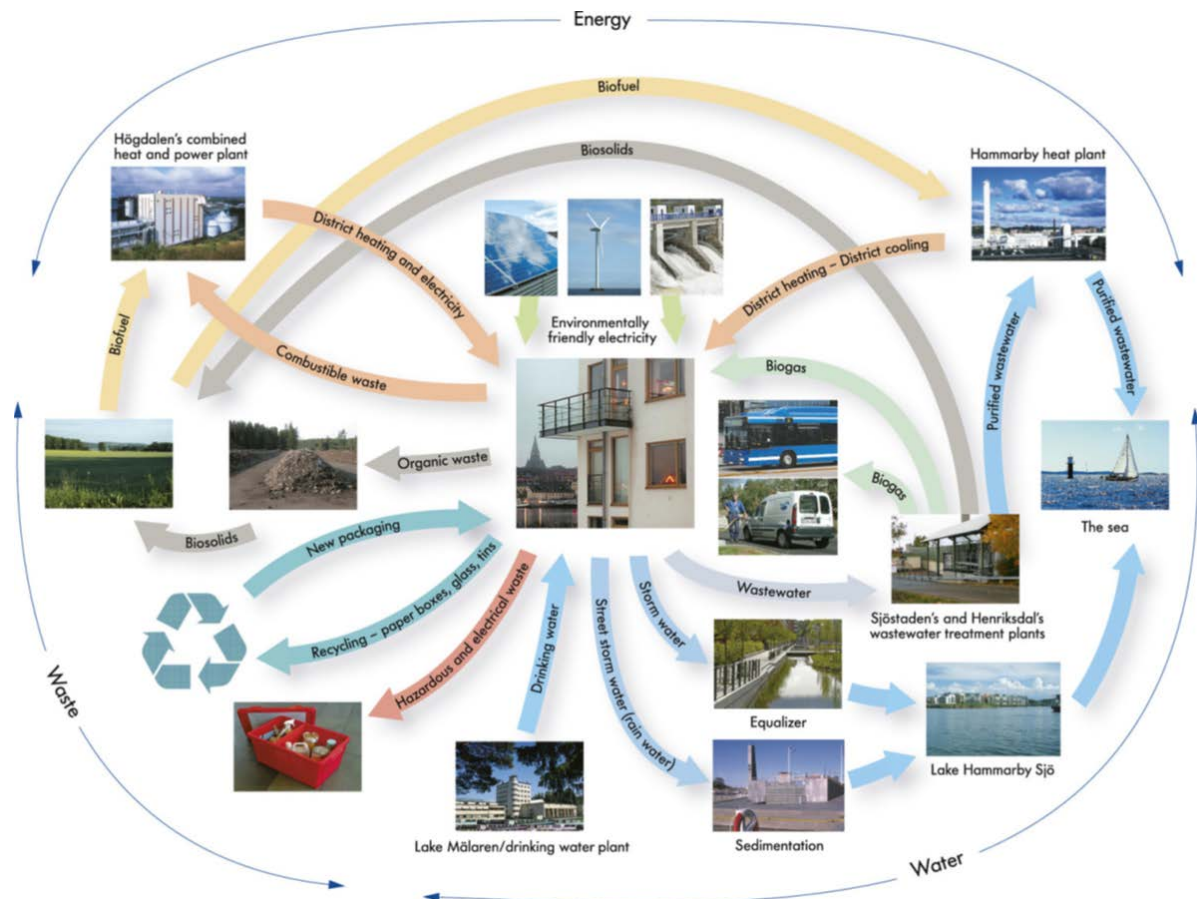 Energy
Biofuel
Högdalen's combined
heat and power plant
Biosolids
Hammarby heat plant
District heating and electricity
District heating – District cooling
Environmentally
friendly electricity
Biofuel
Combustible waste
Biogas
Purified wastewater
Purified wastewater
Organic waste
Biogas
Biosolids
New packaging
The sea
Recycling – paper boxes, glass, tins
Hazardous and electrical waste
Drinking water
Street storm water (rain water)
Storm water
Wastewater
Sjöstaden's and Henriksdal's
wastewater treatment plants
Waste
Equalizer
Lake Hammarby Sjö
Lake Mälaren/drinking water plant
Sedimentation
Water